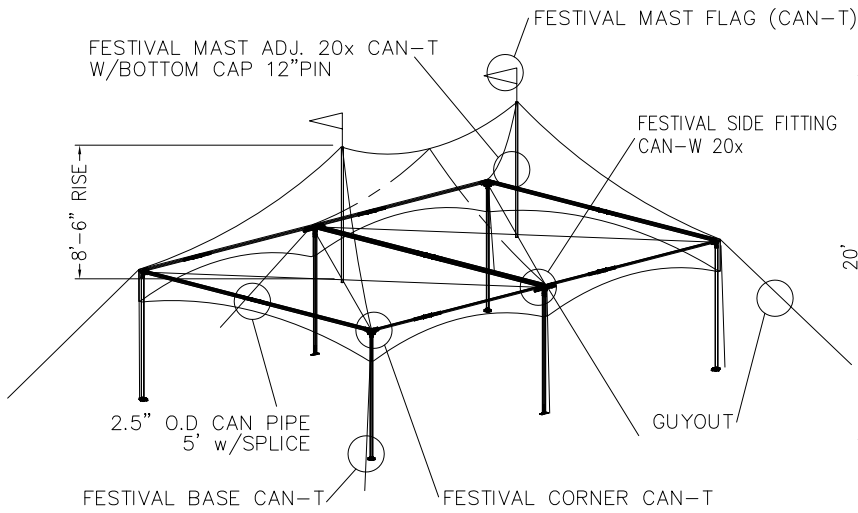 FESTIVAL MAST FLAG (CAN-T)
FESTIVAL MAST ADJ. 20x CAN-T
W/BOTTOM CAP 12"PIN
FESTIVAL SIDE FITTING
CAN-W 20x
8'-6" RISE
20'
2.5" O.D CAN PIPE
5' w/SPLICE
GUYOUT
FESTIVAL BASE CAN-T
FESTIVAL CORNER CAN-T